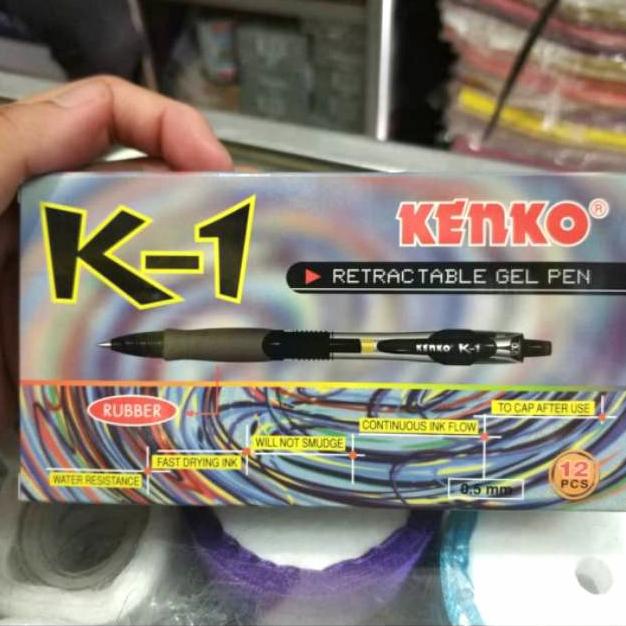 K-1
KENKO®
RETRACTABLE GEL PEN
KENKO K-1
RUBBER
TO CAP AFTER USE
CONTINUOUS INK FLOW
WILL NOT SMUDGE
FAST DRYING INK
WATER RESISTANCE
0.5 mm
12
PCS